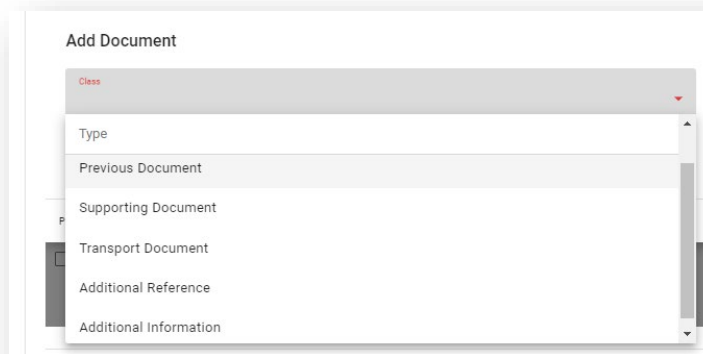 Add Document
Class
Type
Previous Document
Supporting Document
P
Transport Document
Additional Reference
Additional Information